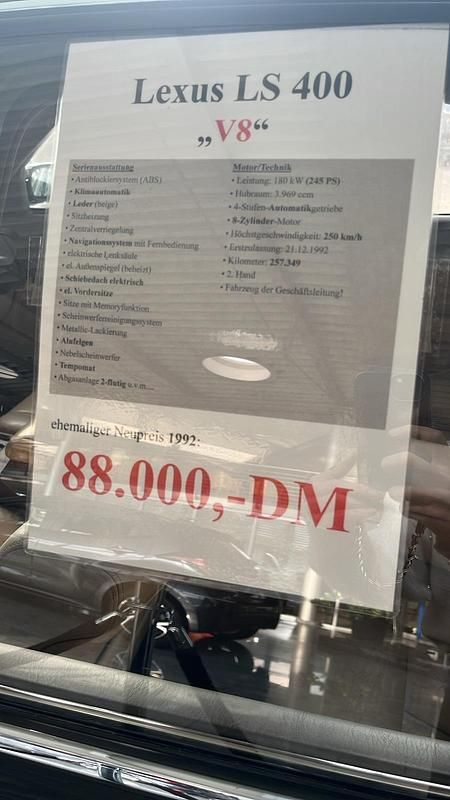 Lexus LS 400
„V8“
Serienausstattung
• Antiblockiersystem (ABS)
• Klimaautomatik
• Leder (beige)
• Sitzheizung
• Zentralverriegelung
• Navigationssystem mit Fernbedienung
• elektrische Lenksäule
• el. Außenspiegel (beheizt)
• Schiebedach elektrisch
• el. Vordersitze
• Sitze mit Memoryfunktion
• Scheinwerferreinigungssystem
• Metallic-Lackierung
• Alufelgen
• Nebelscheinwerfer
• Tempomat
• Abgasanlage 2-flutig u.v.m....
Motor/Technik
• Leistung: 180 kW (245 PS)
• Hubraum: 3.969 ccm
• 4-Stufen-Automatikgetriebe
• 8-Zylinder-Motor
• Höchstgeschwindigkeit: 250 km/h
• Erstzulassung: 21.12.1992
• Kilometer: 257.349
• 2. Hand
• Fahrzeug der Geschäftsleitung!
ehemaliger Neupreis 1992:
88.000,-DM